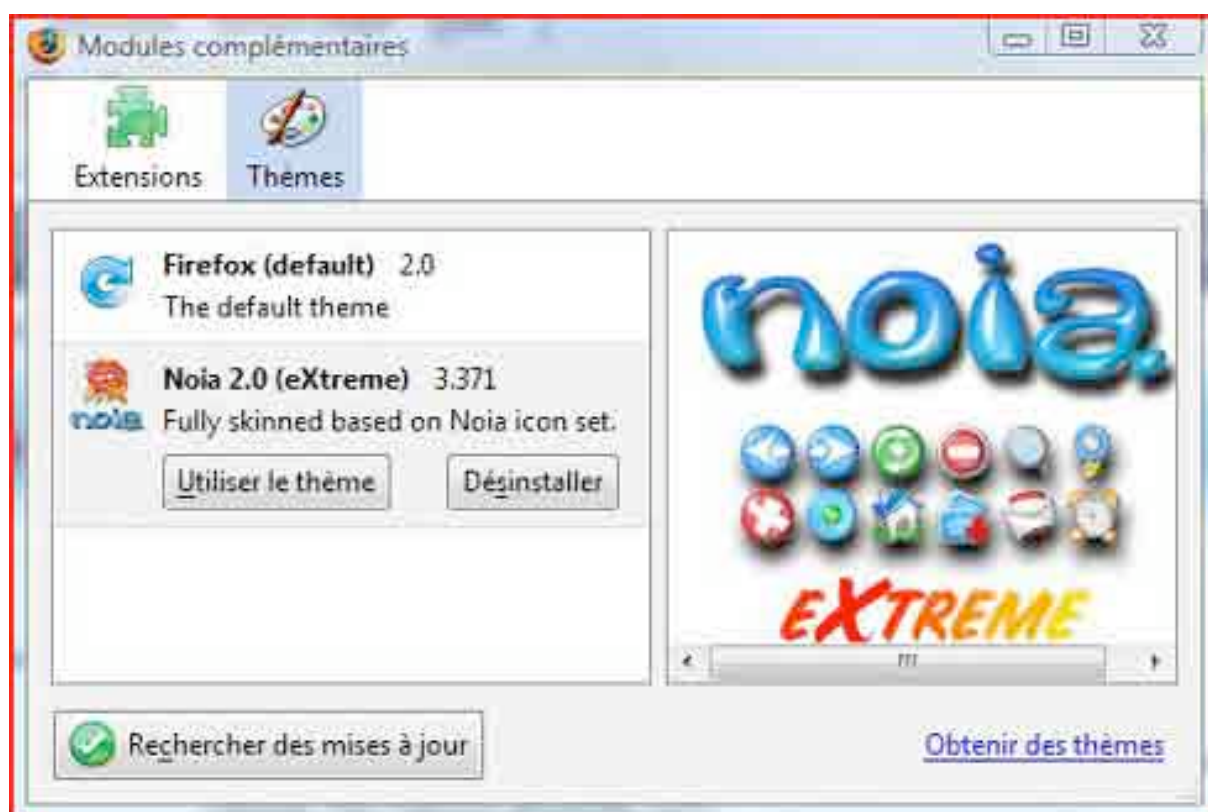 Modules complémentaires
Extensions
Thèmes
Firefox (default) 2.0
The default theme
noia
Noia 2.0 (eXtreme) 3.371
Fully skinned based on Noia icon set.
Utiliser le thème
Désinstaller
noia
eXTREME
Rechercher des mises à jour
Obtenir des thèmes